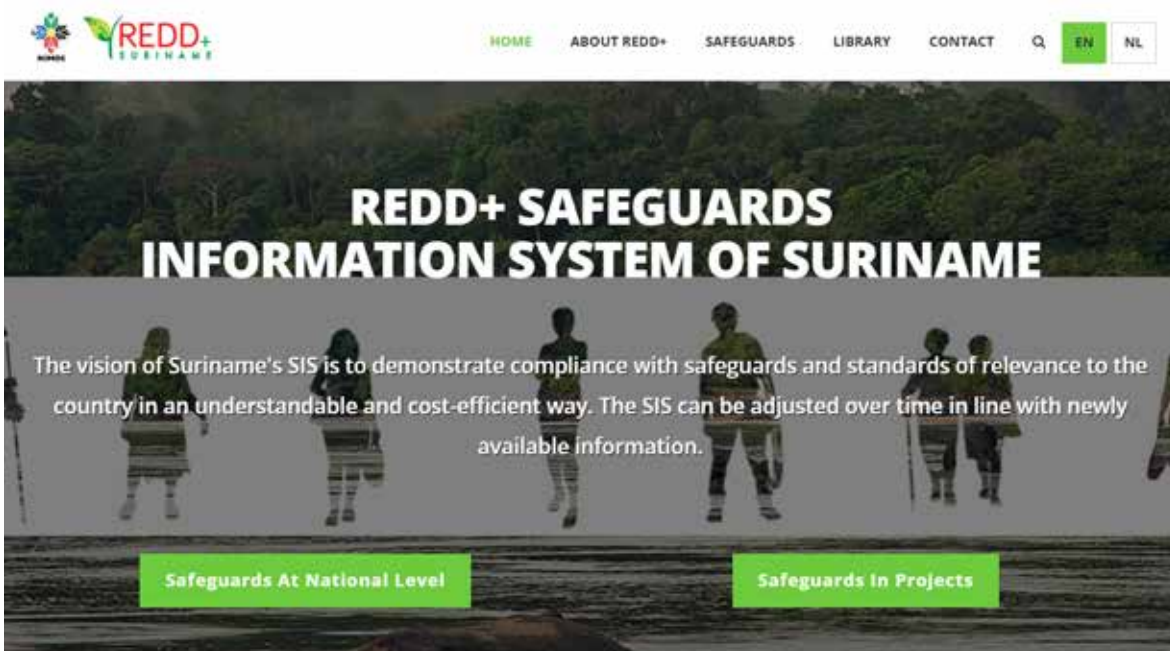 REDD+
SURINAME
HOME ABOUT REDD+ SAFEGUARDS LIBRARY CONTACT EN NL
REDD+ SAFEGUARDS
INFORMATION SYSTEM OF SURINAME
The vision of Suriname's SIS is to demonstrate compliance with safeguards and standards of relevance to the
country in an understandable and cost-efficient way. The SIS can be adjusted over time in line with newly
available information.
Safeguards At National Level
Safeguards In Projects